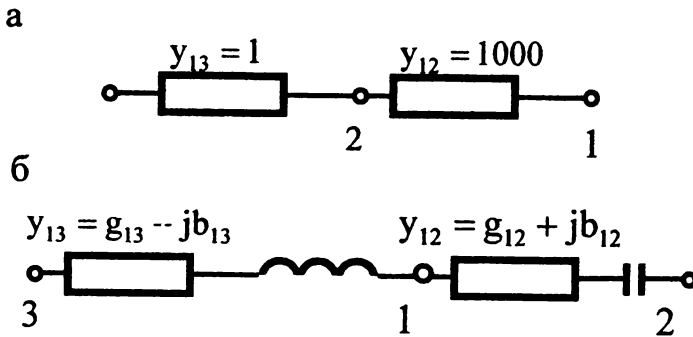 а
y₁₃ = 1 y₁₂ = 1000
2 1
б
y₁₃ = g₁₃ -- jb₁₃ y₁₂ = g₁₂ + jb₁₂
3 1 2